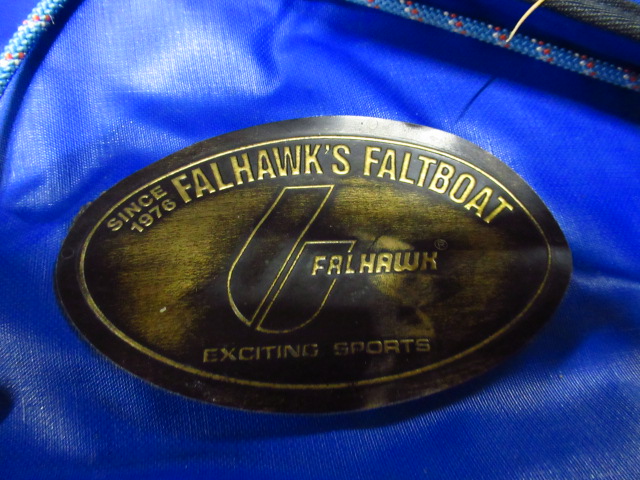 SINCE
1976
FALHAWK'S FALTBOAT
FALHAWK®
EXCITING SPORTS